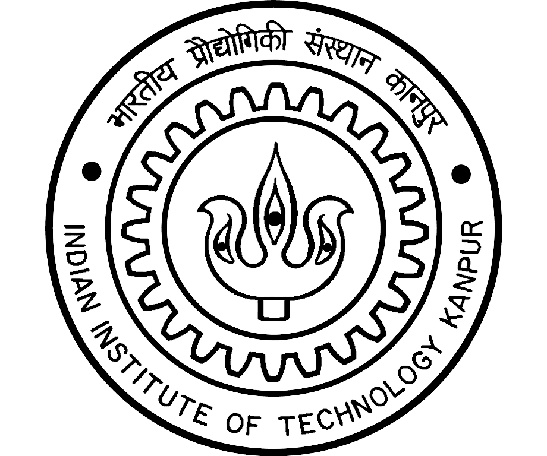 भारतीय प्रौद्योगिकी संस्थान कानपुर
INDIAN INSTITUTE OF TECHNOLOGY KANPUR